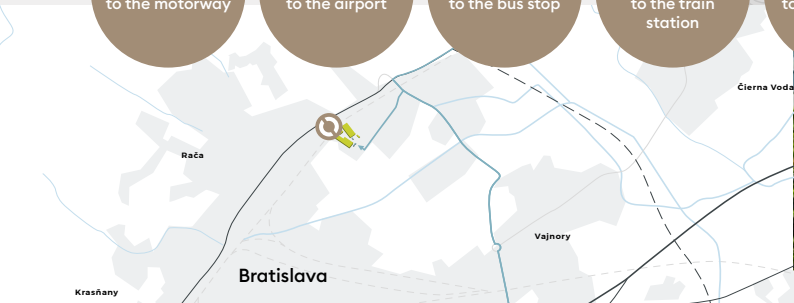 to the motorway
to the airport
to the bus stop
to the train
station
Čierna Voda
Rača
Vajnory
Bratislava
Krasňany